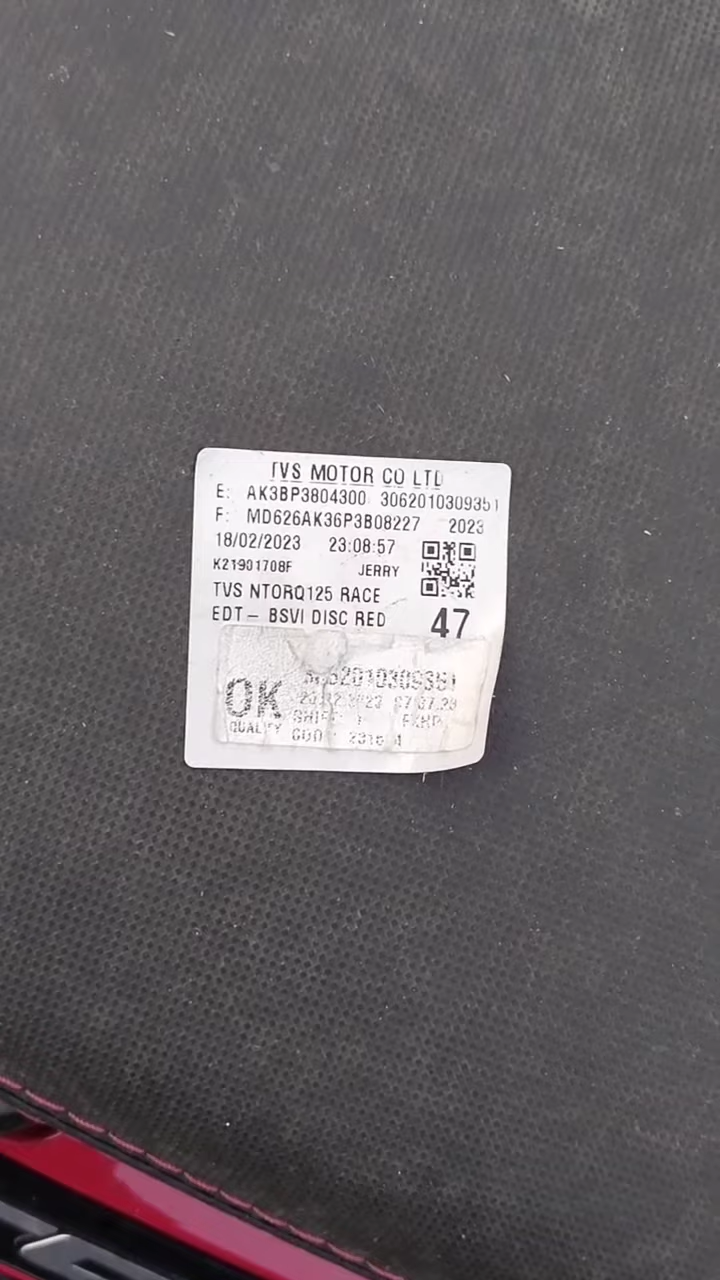 TVS MOTOR CO LTD
E: AK3BP3804300 3062010309351
F: MD626AK36P3B08227 2023
18/02/2023 23:08:57
K21901708F JERRY
TVS NTORQ125 RACE
EDT- BSVI DISC RED 47
OK
QUALITY